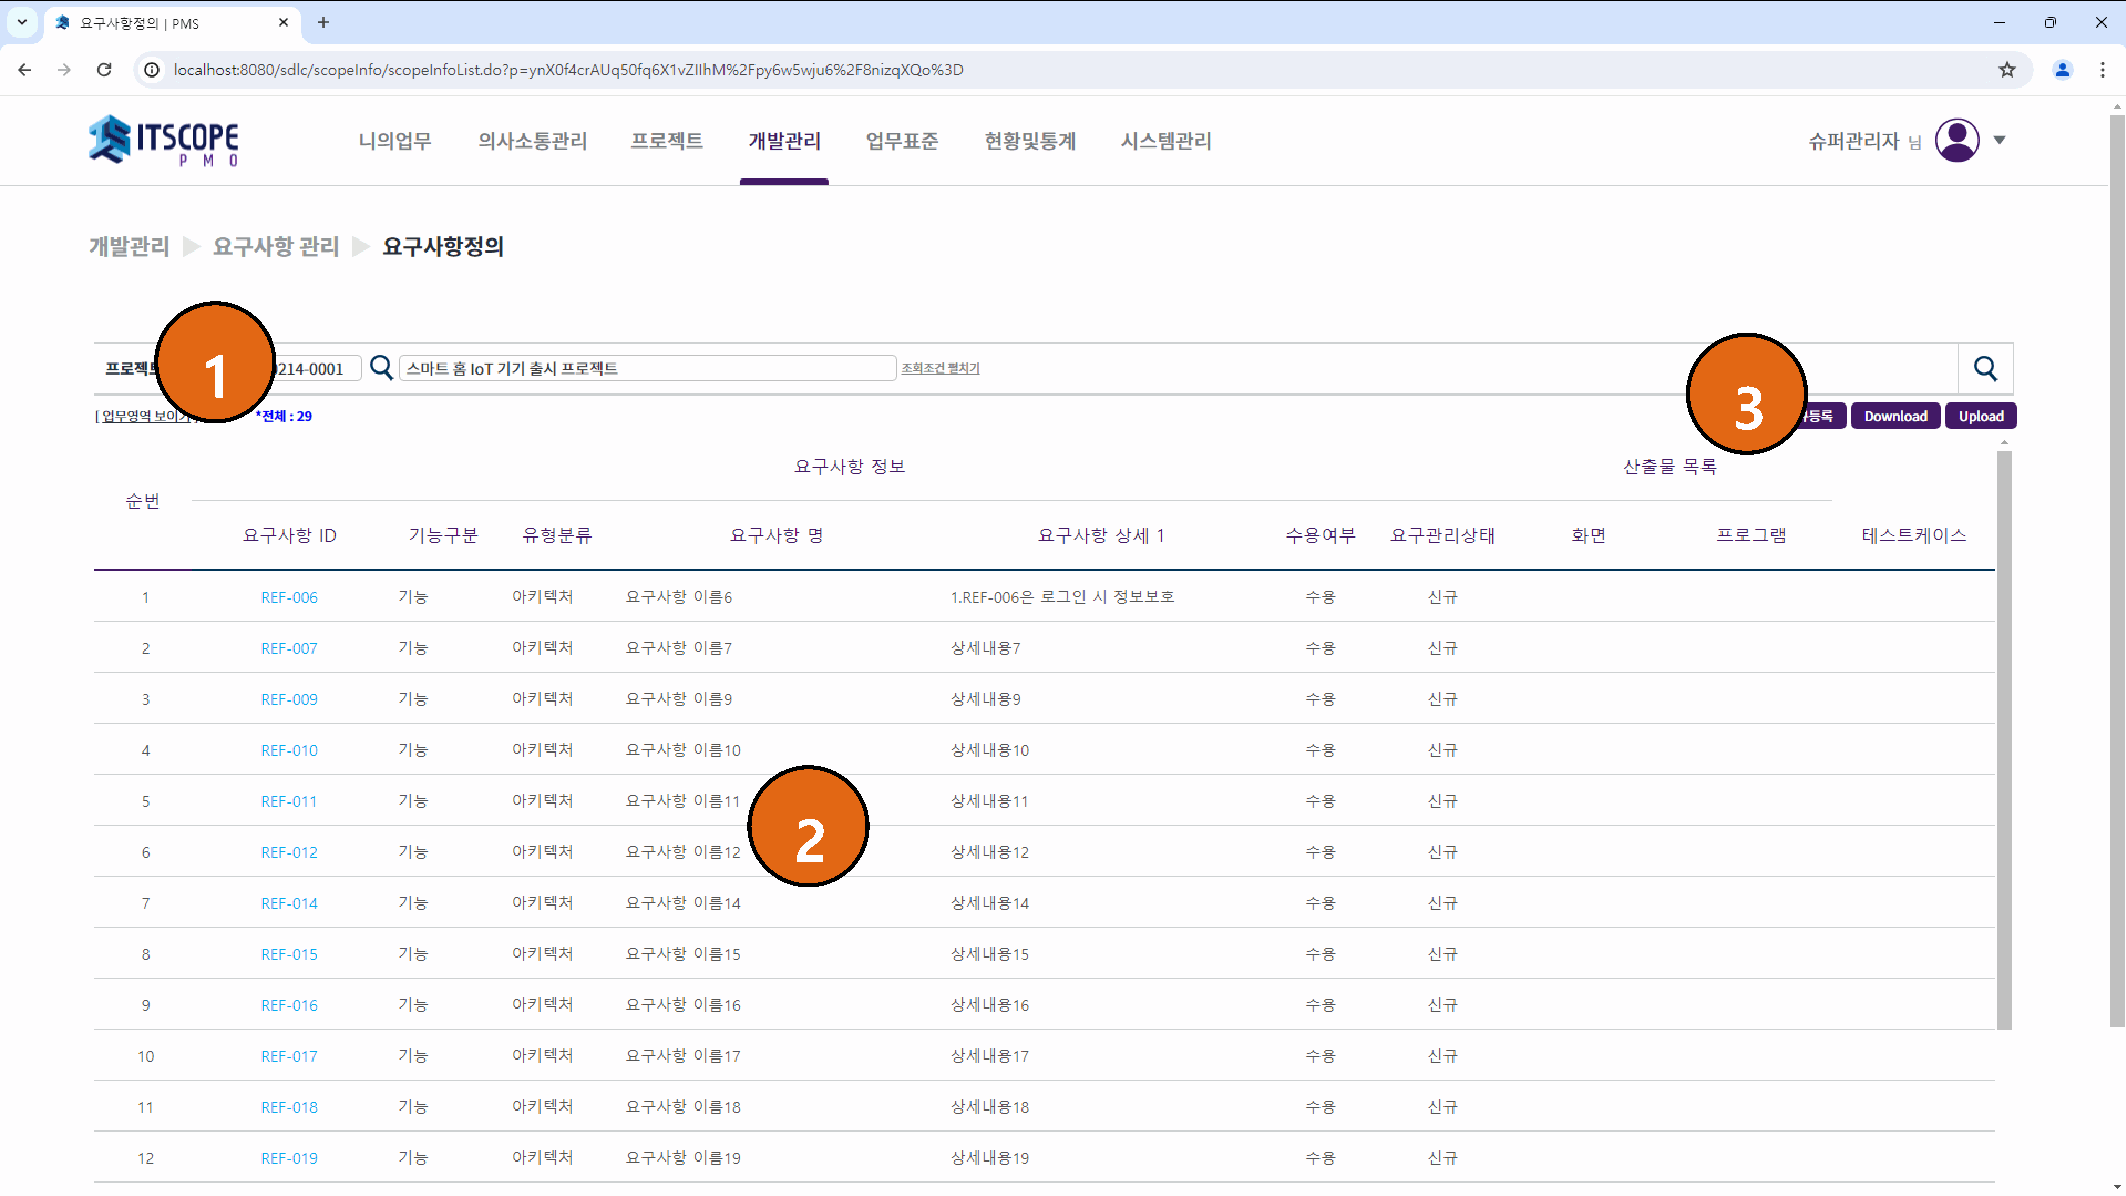 요구사항정의 | PMS
localhost:8080/sdlc/scopeInfo/scopeInfoList.do?p=ynX0f4crAUq50fq6X1vZIIhM%2Fpy6w5wju6%2F8nizqXQo%3D
ITSCOPE
PMO
니의업무 의사소통관리 프로젝트 개발관리 업무표준 현황및통계 시스템관리 슈퍼관리자 님
개발관리 요구사항 관리 요구사항정의
1 3
214-0001 스마트 홈 IoT 기기 출시 프로젝트 조회조건 펼치기
[ 업무영역 *전체 : 29 등록 Download Upload
요구사항 정보 산출물 목록
순번
요구사항 ID 기능구분 유형분류 요구사항 명 요구사항 상세 1 수용여부 요구관리상태 화면 프로그램 테스트케이스
1 REF-006 기능 아키텍처 요구사항 이름6 1.REF-006은 로그인 시 정보보호 수용 신규
2 REF-007 기능 아키텍처 요구사항 이름7 상세내용7 수용 신규
3 REF-009 기능 아키텍처 요구사항 이름9 상세내용9 수용 신규
4 REF-010 기능 아키텍처 요구사항 이름10 상세내용10 수용 신규
5 REF-011 기능 아키텍처 요구사항 이름11 상세내용11 수용 신규
2
6 REF-012 기능 아키텍처 요구사항 이름12 상세내용12 수용 신규
7 REF-014 기능 아키텍처 요구사항 이름14 상세내용14 수용 신규
8 REF-015 기능 아키텍처 요구사항 이름15 상세내용15 수용 신규
9 REF-016 기능 아키텍처 요구사항 이름16 상세내용16 수용 신규
10 REF-017 기능 아키텍처 요구사항 이름17 상세내용17 수용 신규
11 REF-018 기능 아키텍처 요구사항 이름18 상세내용18 수용 신규
12 REF-019 기능 아키텍처 요구사항 이름19 상세내용19 수용 신규